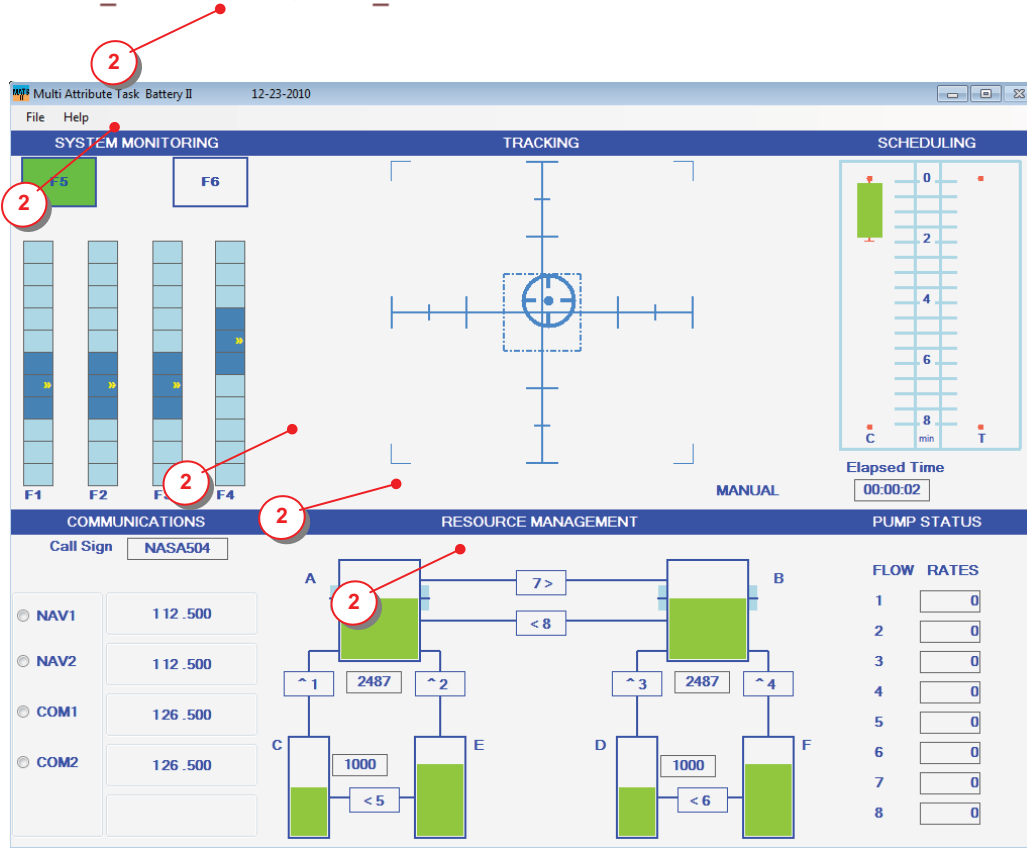 2
Multi Attribute Task Battery II 12-23-2010
File Help
SYSTEM MONITORING TRACKING SCHEDULING
F5 F6
2
0
2
4
6
8
C min T
»
» » »
2
F1 F2 F3 F4
Elapsed Time
MANUAL 00:00:02
2
COMMUNICATIONS RESOURCE MANAGEMENT PUMP STATUS
Call Sign NASA504
A 7 > B
< 8
2
FLOW RATES
NAV1 112 .500
NAV2 112 .500
COM1 126 .500
COM2 126 .500
^ 1 2487 ^ 2 ^ 3 2487 ^ 4
C 1000 E D 1000 F
< 5 < 6
1 0
2 0
3 0
4 0
5 0
6 0
7 0
8 0